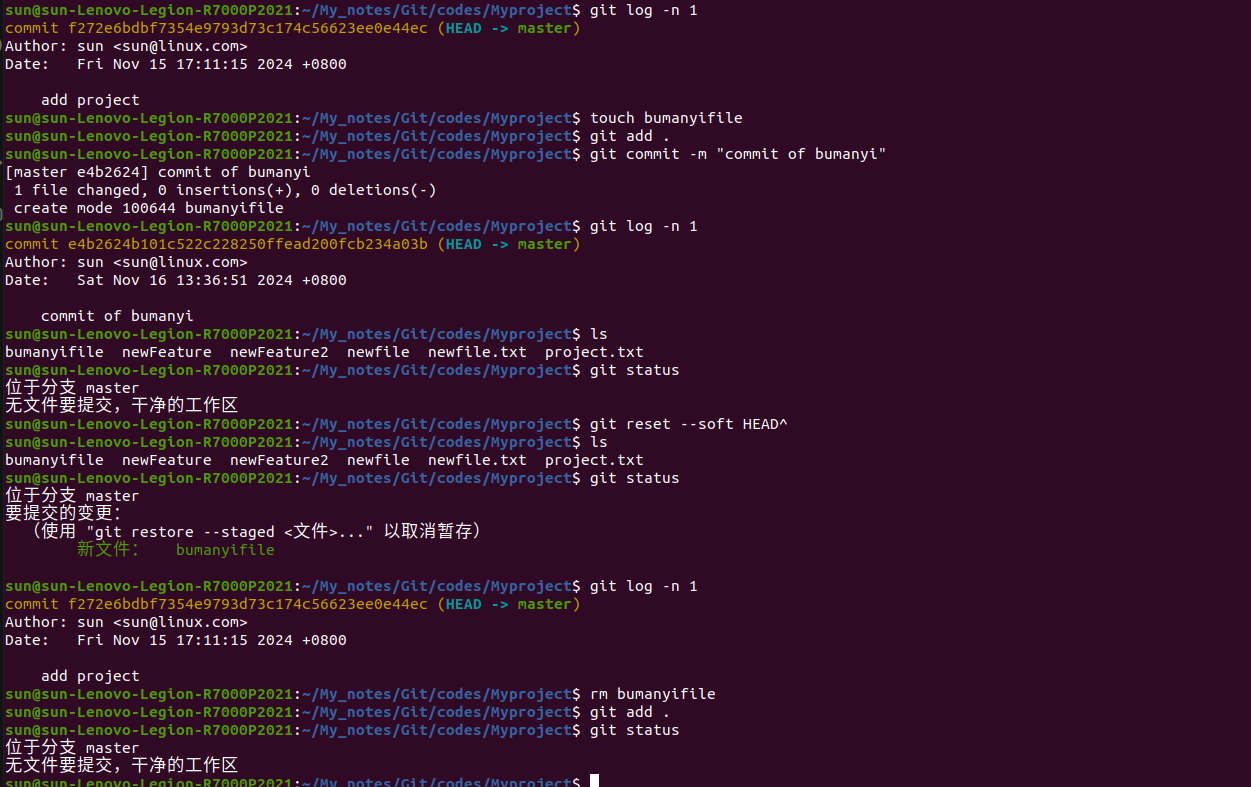 sun@sun-Lenovo-Legion-R7000P2021:~/My_notes/Git/codes/Myproject$ git log -n 1
commit f272e6bdbf7354e9793d73c174c56623ee0e44ec (HEAD -> master)
Author: sun <sun@linux.com>
Date:   Fri Nov 15 17:11:15 2024 +0800

    add project
sun@sun-Lenovo-Legion-R7000P2021:~/My_notes/Git/codes/Myproject$ touch bumanyifile
sun@sun-Lenovo-Legion-R7000P2021:~/My_notes/Git/codes/Myproject$ git add .
sun@sun-Lenovo-Legion-R7000P2021:~/My_notes/Git/codes/Myproject$ git commit -m "commit of bumanyi"
[master e4b2624] commit of bumanyi
 1 file changed, 0 insertions(+), 0 deletions(-)
 create mode 100644 bumanyifile
sun@sun-Lenovo-Legion-R7000P2021:~/My_notes/Git/codes/Myproject$ git log -n 1
commit e4b2624b101c522c228250ffead200fcb234a03b (HEAD -> master)
Author: sun <sun@linux.com>
Date:   Sat Nov 16 13:36:51 2024 +0800

    commit of bumanyi
sun@sun-Lenovo-Legion-R7000P2021:~/My_notes/Git/codes/Myproject$ ls
bumanyifile  newFeature  newFeature2  newfile  newfile.txt  project.txt
sun@sun-Lenovo-Legion-R7000P2021:~/My_notes/Git/codes/Myproject$ git status
位于分支 master
无文件要提交，干净的工作区
sun@sun-Lenovo-Legion-R7000P2021:~/My_notes/Git/codes/Myproject$ git reset --soft HEAD^
sun@sun-Lenovo-Legion-R7000P2021:~/My_notes/Git/codes/Myproject$ ls
bumanyifile  newFeature  newFeature2  newfile  newfile.txt  project.txt
sun@sun-Lenovo-Legion-R7000P2021:~/My_notes/Git/codes/Myproject$ git status
位于分支 master
要提交的变更：
  （使用 "git restore --staged <文件>..." 以取消暂存）
        新文件：   bumanyifile

sun@sun-Lenovo-Legion-R7000P2021:~/My_notes/Git/codes/Myproject$ git log -n 1
commit f272e6bdbf7354e9793d73c174c56623ee0e44ec (HEAD -> master)
Author: sun <sun@linux.com>
Date:   Fri Nov 15 17:11:15 2024 +0800

    add project
sun@sun-Lenovo-Legion-R7000P2021:~/My_notes/Git/codes/Myproject$ rm bumanyifile
sun@sun-Lenovo-Legion-R7000P2021:~/My_notes/Git/codes/Myproject$ git add .
sun@sun-Lenovo-Legion-R7000P2021:~/My_notes/Git/codes/Myproject$ git status
位于分支 master
无文件要提交，干净的工作区
sun@sun-Lenovo-Legion-R7000P2021:~/My_notes/Git/codes/Myproject$